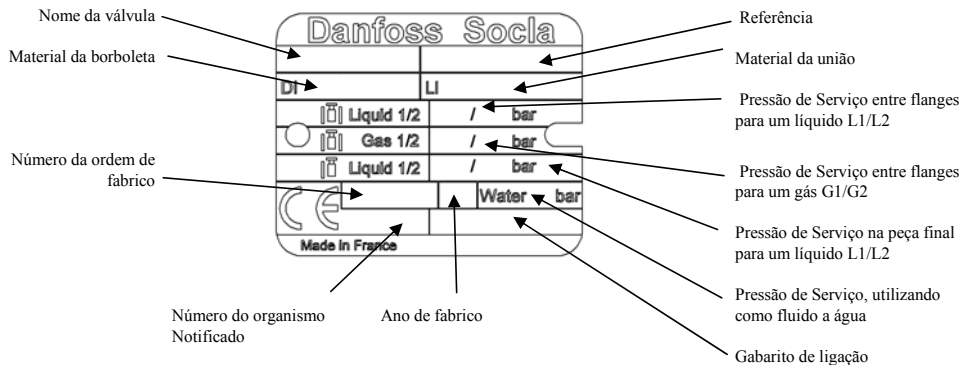 Nome da válvula
Material da borboleta
Número da ordem de
fabrico
Danfoss Socla
DI LI
Liquid 1/2 / bar
Gas 1/2 / bar
Liquid 1/2 / bar
CE Water bar
Made in France
Referência
Material da união
Pressão de Serviço entre flanges
para um líquido L1/L2
Pressão de Serviço entre flanges
para um gás G1/G2
Pressão de Serviço na peça final
para um líquido L1/L2
Pressão de Serviço, utilizando
como fluido a água
Gabarito de ligação
Número do organismo
Notificado
Ano de fabrico